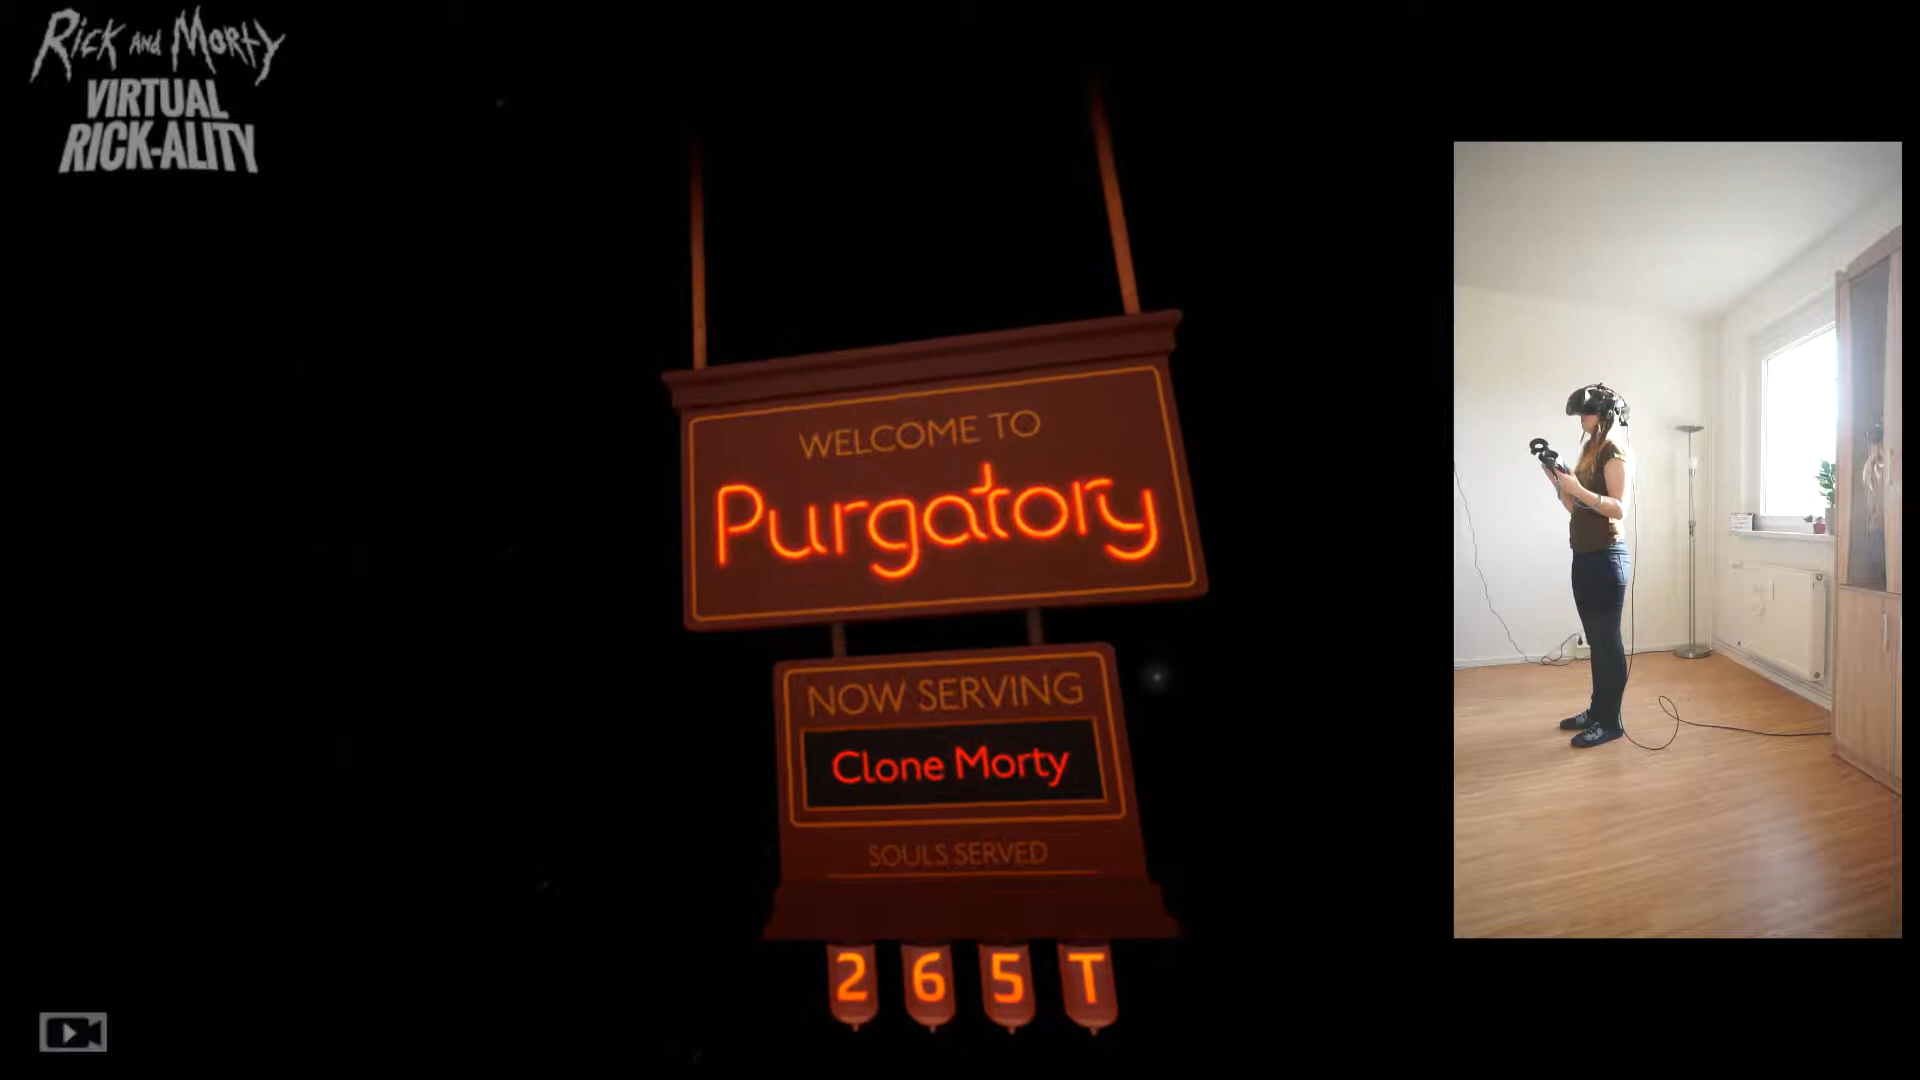 Rick and Morty
VIRTUAL
RICK-ALITY
WELCOME TO
Purgatory
NOW SERVING
Clone Morty
SOULS SERVED
2 6 5 T